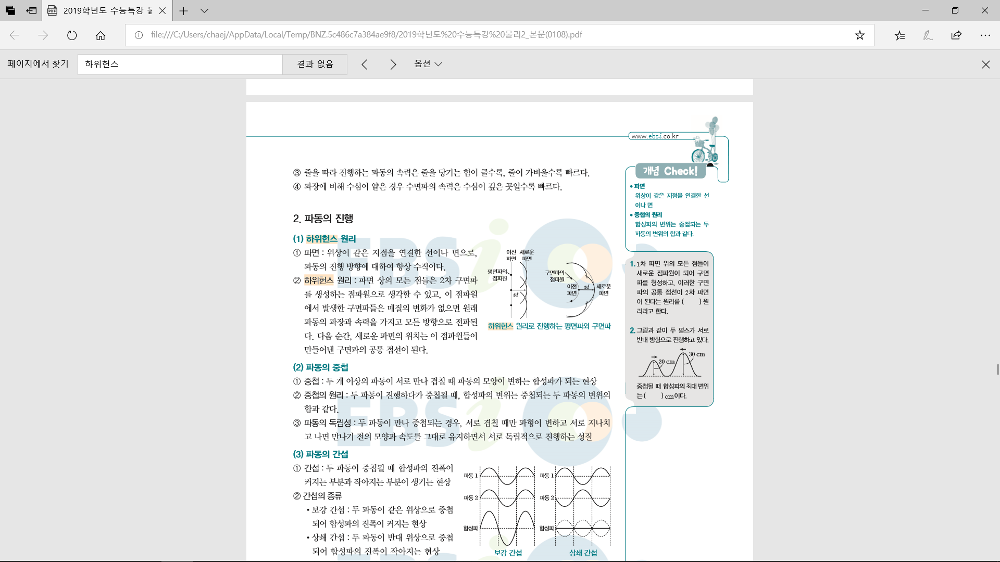 2019학년도 수능특강 물
file:///C:/Users/chaej/AppData/Local/Temp/BNZ.5c486c7a384ae9f8/2019학년도%20수능특강%20물리2_본문(0108).pdf
페이지에서 찾기
하위헌스
결과 없음
옵션
www.ebsi.co.kr
③ 줄을 따라 진행하는 파동의 속력은 줄을 당기는 힘이 클수록, 줄이 가벼울수록 빠르다.
④ 파장에 비해 수심이 얕은 경우 수면파의 속력은 수심이 깊은 곳일수록 빠르다.
2. 파동의 진행
(1) 하위헌스 원리
① 파면 : 위상이 같은 지점을 연결한 선이나 면으로,
파동의 진행 방향에 대하여 항상 수직이다.
② 하위헌스 원리 : 파면 상의 모든 점들은 2차 구면파
를 생성하는 점파원으로 생각할 수 있고, 이 점파원
에서 발생한 구면파들은 매질의 변화가 없으면 원래
파동의 파장과 속력을 가지고 모든 방향으로 전파된
다. 다음 순간, 새로운 파면의 위치는 이 점파원들이
만들어낸 구면파의 공통 접선이 된다.
이전 새로운
파면 파면
평면파의
점파원
vt
구면파의
점파원
이전
파면
vt
새로운
파면
하위헌스 원리로 진행하는 평면파와 구면파
(2) 파동의 중첩
① 중첩 : 두 개 이상의 파동이 서로 만나 겹칠 때 파동의 모양이 변하는 합성파가 되는 현상
② 중첩의 원리 : 두 파동이 진행하다가 중첩될 때, 합성파의 변위는 중첩되는 두 파동의 변위의
합과 같다.
③ 파동의 독립성 : 두 파동이 만나 중첩되는 경우, 서로 겹칠 때만 파형이 변하고 서로 지나치
고 나면 만나기 전의 모양과 속도를 그대로 유지하면서 서로 독립적으로 진행하는 성질
(3) 파동의 간섭
① 간섭 : 두 파동이 중첩될 때 합성파의 진폭이
커지는 부분과 작아지는 부분이 생기는 현상
② 간섭의 종류
• 보강 간섭 : 두 파동이 같은 위상으로 중첩
되어 합성파의 진폭이 커지는 현상
• 상쇄 간섭 : 두 파동이 반대 위상으로 중첩
되어 합성파의 진폭이 작아지는 현상
파동 1
파동 2
합성파
보강 간섭
파동 1
파동 2
합성파
상쇄 간섭
개념 Check!
• 파면
위상이 같은 지점을 연결한 선
이나 면
• 중첩의 원리
합성파의 변위는 중첩되는 두
파동의 변위의 합과 같다.
1. 1차 파면 위의 모든 점들이
새로운 점파원이 되어 구면
파를 형성하고, 이러한 구면
파의 공통 접선이 2차 파면
이 된다는 원리를 (      ) 원
리라고 한다.
2. 그림과 같이 두 펄스가 서로
반대 방향으로 진행하고 있다.
20 cm
30 cm
중첩될 때 합성파의 최대 변위
는 (      ) cm이다.
EBSi
EBSi